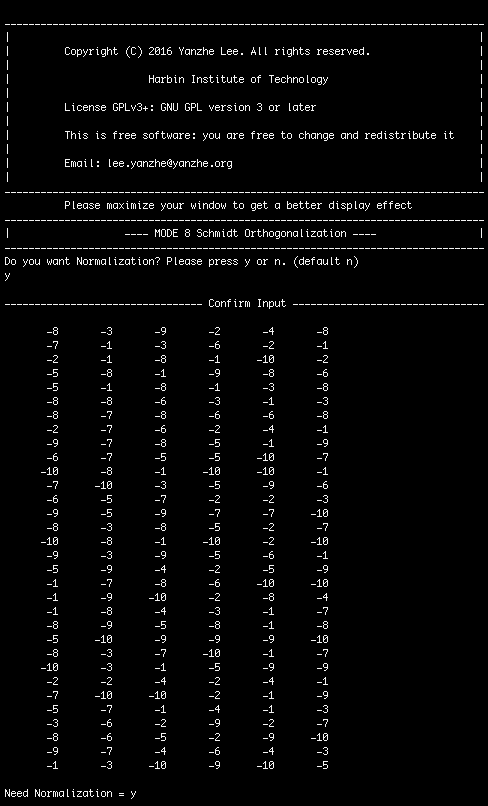 Copyright (C) 2016 Yanzhe Lee. All rights reserved.
Harbin Institute of Technology
License GPLv3+: GNU GPL version 3 or later
This is free software: you are free to change and redistribute it
Email: lee.yanzhe@yanzhe.org
Please maximize your window to get a better display effect
---- MODE 8 Schmidt Orthogonalization ----
Do you want Normalization? Please press y or n. (default n)
y
Confirm Input
-8 -3 -9 -2 -4 -8
-7 -1 -3 -6 -2 -1
-2 -1 -8 -1 -10 -2
-5 -8 -1 -9 -8 -6
-5 -1 -8 -1 -3 -8
-8 -8 -6 -3 -1 -3
-8 -7 -8 -6 -6 -8
-2 -7 -6 -2 -4 -1
-9 -7 -8 -5 -1 -9
-6 -7 -5 -5 -10 -7
-10 -8 -1 -10 -10 -1
-7 -10 -3 -5 -9 -6
-6 -5 -7 -2 -2 -3
-9 -5 -9 -7 -7 -10
-8 -3 -8 -5 -2 -7
-10 -8 -1 -10 -2 -10
-9 -3 -9 -5 -6 -1
-5 -9 -4 -2 -5 -9
-1 -7 -8 -6 -10 -10
-1 -9 -10 -2 -8 -4
-1 -8 -4 -3 -1 -7
-8 -9 -5 -8 -1 -8
-5 -10 -9 -9 -9 -10
-8 -3 -7 -10 -1 -7
-10 -3 -1 -5 -9 -9
-2 -2 -4 -2 -4 -1
-7 -10 -10 -2 -1 -9
-5 -7 -1 -4 -1 -3
-3 -6 -2 -9 -2 -7
-8 -6 -5 -2 -9 -10
-9 -7 -4 -6 -4 -3
-1 -3 -10 -9 -10 -5
Need Normalization = y